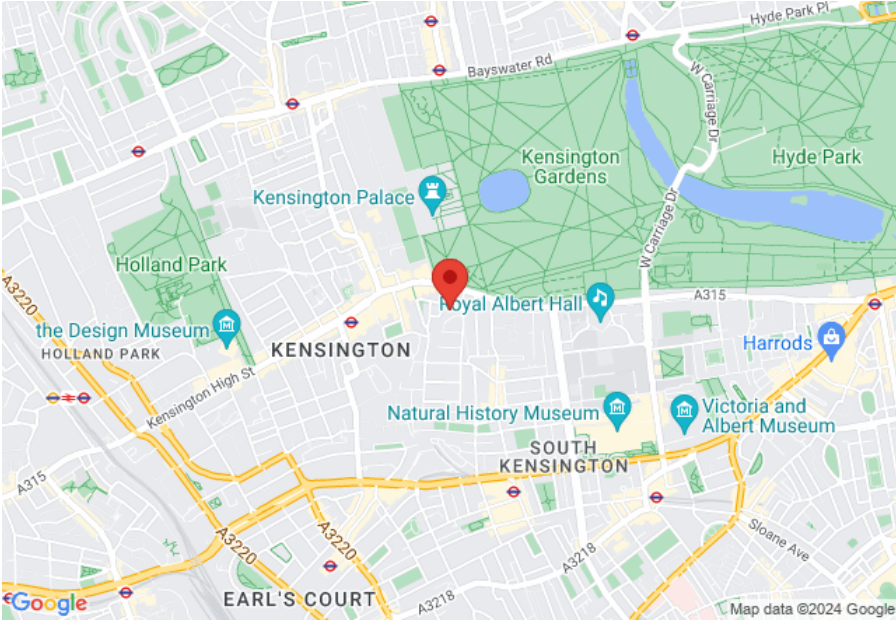 Hyde Park Pl
Bayswater Rd
W Carriage Dr
Kensington
Gardens
Hyde Park
Kensington Palace
W Carriage Dr
Holland Park
A3220
Royal Albert Hall
A315
the Design Museum
HOLLAND PARK
KENSINGTON
Harrods
Kensington High St
Natural History Museum
Victoria and
Albert Museum
SOUTH
KENSINGTON
A315
A3220
A3220
Sloane Ave
A3218
EARL'S COURT
A3218
Google
Map data ©2024 Google